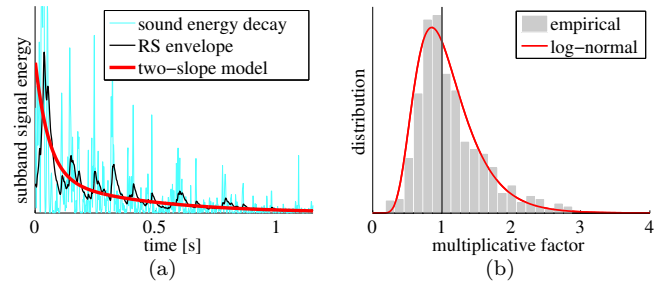 subband signal energy
sound energy decay
RS envelope
two-slope model
0
0.5
1
time [s]
(a)
distribution
empirical
log-normal
0
1
2
3
4
multiplicative factor
(b)